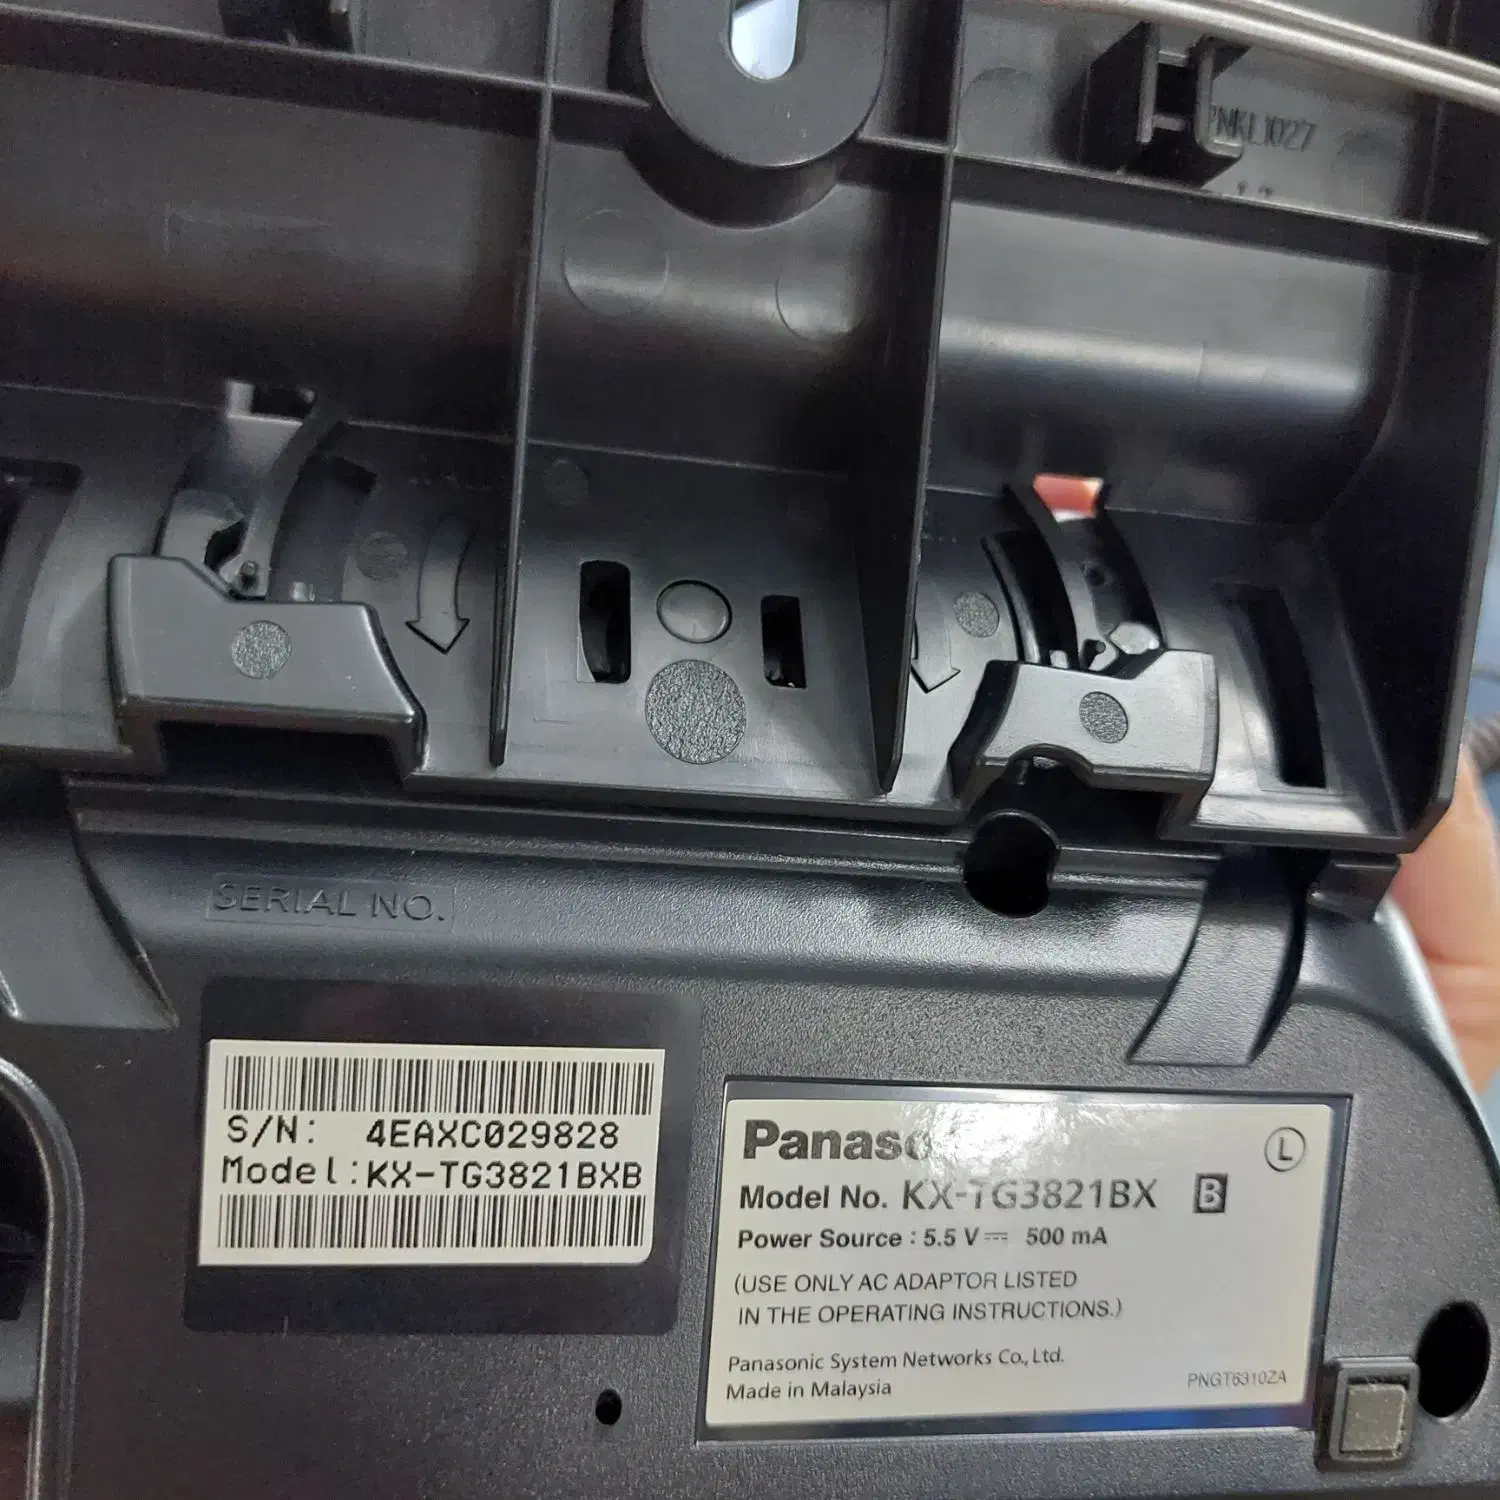 PNKL1027
SERIAL NO.
S/N: 4EAXC029828
Model:KX-TG3821BXB
Panaso
L
Model No. KX-TG3821BX B
Power Source : 5.5 V⎓ 500 mA
(USE ONLY AC ADAPTOR LISTED
IN THE OPERATING INSTRUCTIONS.)
Panasonic System Networks Co., Ltd.
Made in Malaysia
PNGT6310ZA